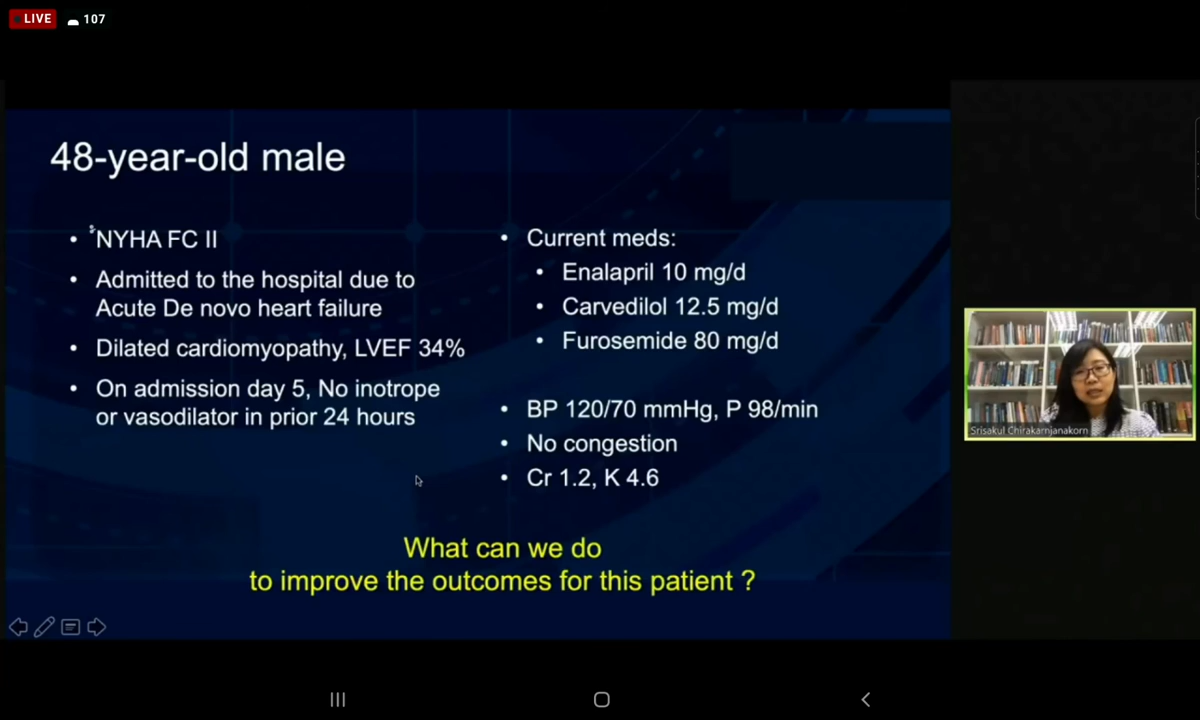 LIVE 107
48-year-old male
• NYHA FC II
• Admitted to the hospital due to
Acute De novo heart failure
• Dilated cardiomyopathy, LVEF 34%
• On admission day 5, No inotrope
or vasodilator in prior 24 hours
• Current meds:
• Enalapril 10 mg/d
• Carvedilol 12.5 mg/d
• Furosemide 80 mg/d
• BP 120/70 mmHg, P 98/min
• No congestion
• Cr 1.2, K 4.6
What can we do
to improve the outcomes for this patient ?
Srisakul Chirakarnjanakorn